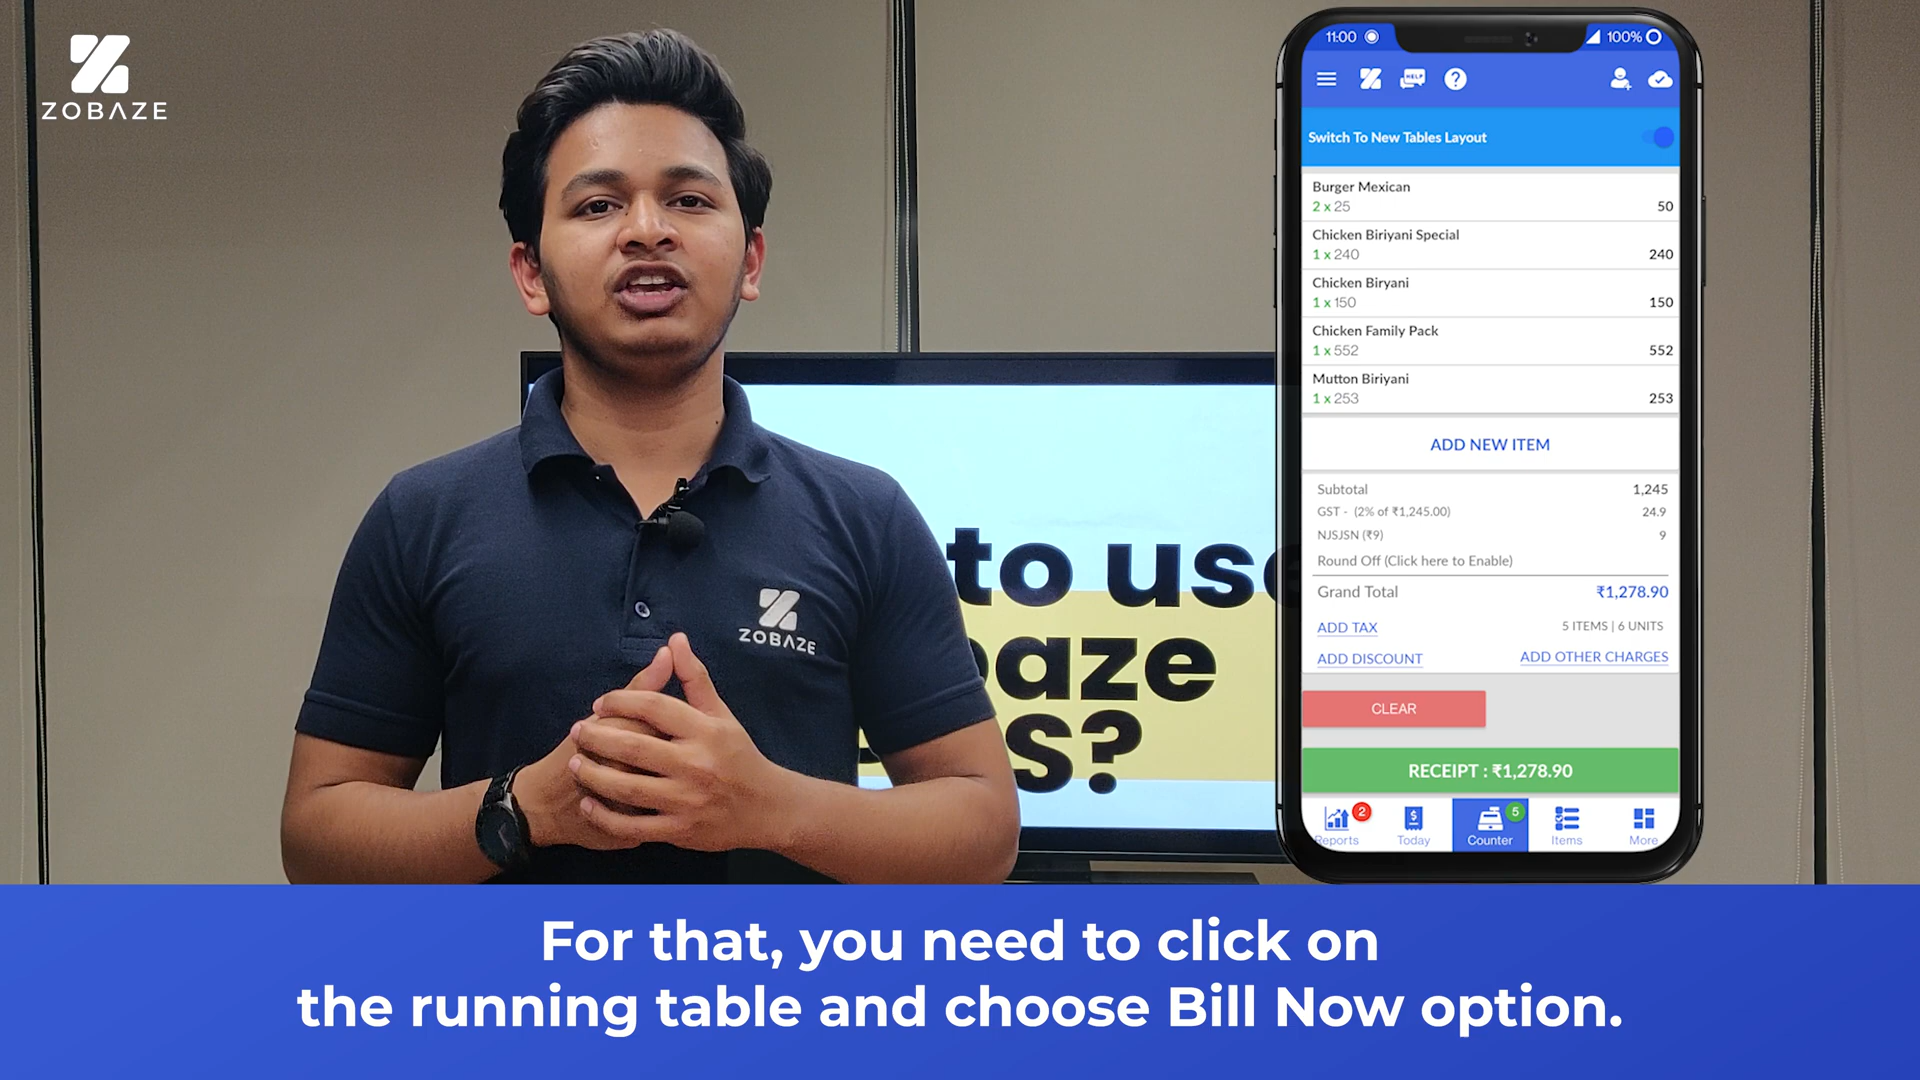 ZOBAZE
11:00
100%
HELP
?
Switch To New Tables Layout
Burger Mexican
2 x 25 50
Chicken Biriyani Special
1 x 240 240
Chicken Biryani
1 x 150 150
Chicken Family Pack
1 x 552 552
Mutton Biriyani
1 x 253 253
ADD NEW ITEM
Subtotal 1,245
GST - (2% of ₹1,245.00) 24.9
NJSJSN (₹9) 9
Round Off (Click here to Enable)
Grand Total ₹1,278.90
ADD TAX 5 ITEMS | 6 UNITS
ADD DISCOUNT ADD OTHER CHARGES
CLEAR
RECEIPT : ₹1,278.90
2 5
Reports Today Counter Items More
to use
baze
S?
ZOBAZE
For that, you need to click on
the running table and choose Bill Now option.